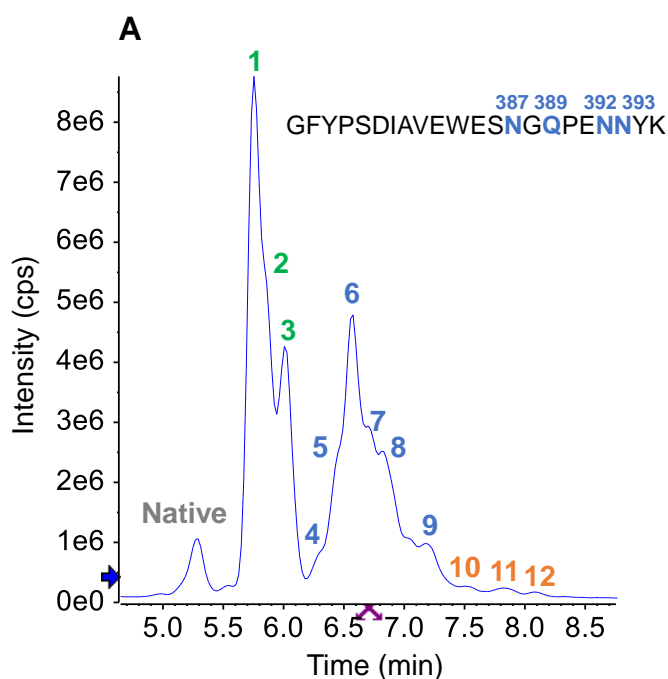 A
1
387 389 392 393
GFYPSDIAVEWESNGQPENNYK
8e6
7e6
6e6
5e6
4e6
3e6
2e6
1e6
0e0
Intensity (cps)
2
6
3
7
5
8
Native
4
9
10 11 12
5.0 5.5 6.0 6.5 7.0 7.5 8.0 8.5
Time (min)